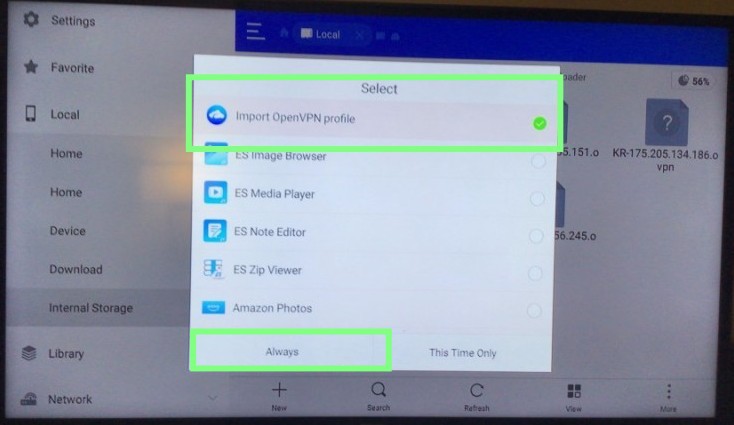 Settings
Favorite
Local
Home
Home
Device
Download
Internal Storage
Library
Network
Local
56%
Select
Import OpenVPN profile
ES Image Browser
ES Media Player
ES Note Editor
ES Zip Viewer
Amazon Photos
Always
This Time Only
oader
5.151.o
KR-175.205.134.186.o
vpn
56.245.o
New
Search
Refresh
View
More